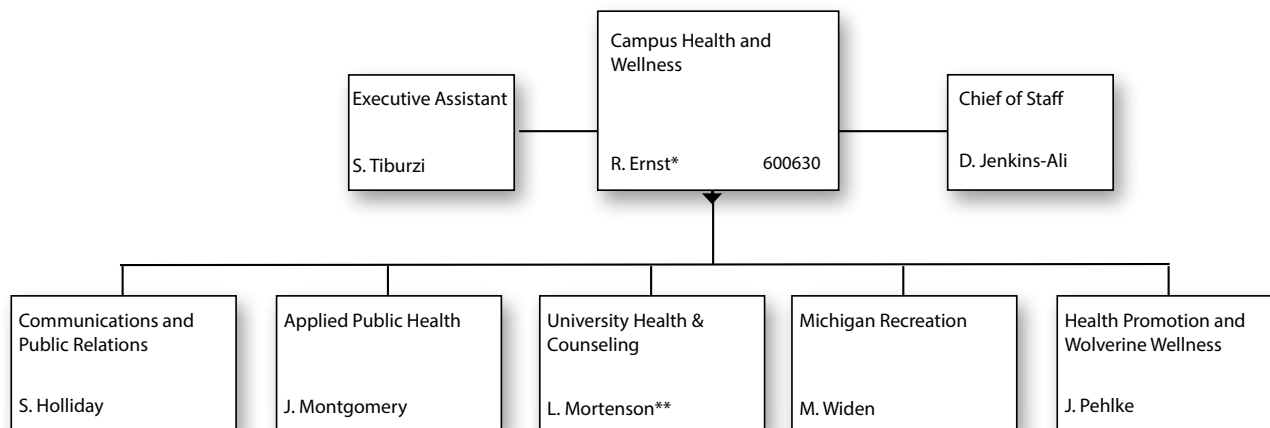 Campus Health and
Wellness
R. Ernst* 600630
Executive Assistant
S. Tiburzi
Chief of Staff
D. Jenkins-Ali
Communications and
Public Relations
S. Holliday
Applied Public Health
J. Montgomery
University Health &
Counseling
L. Mortenson**
Michigan Recreation
M. Widen
Health Promotion and
Wolverine Wellness
J. Pehlke